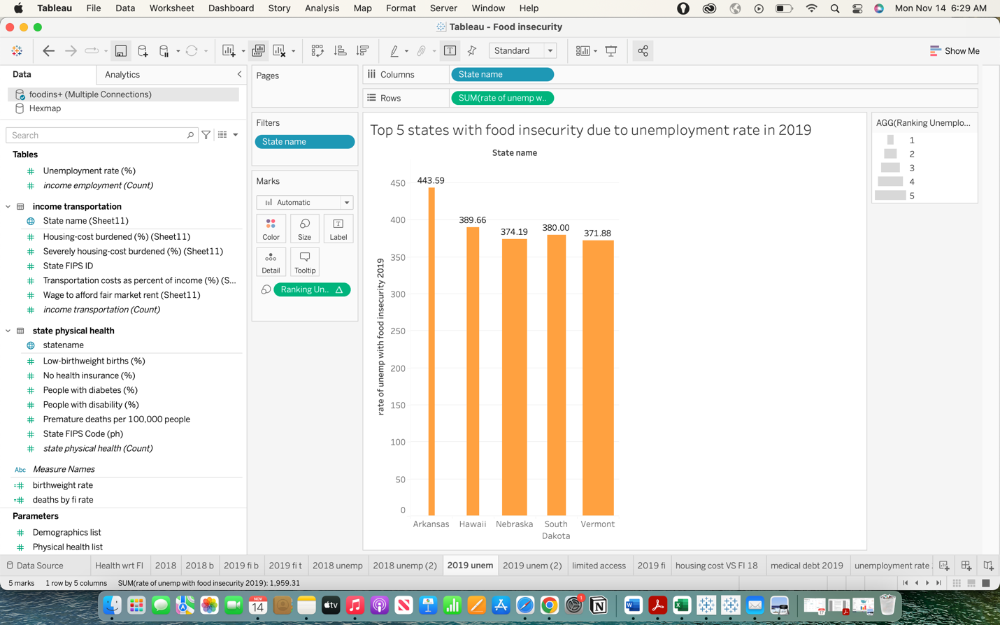 Tableau File Data Worksheet Dashboard Story Analysis Map Format Server Window Help Mon Nov 14 6:29 AM
Tableau - Food insecurity
Standard Show Me
Data Analytics
foodins+ (Multiple Connections)
Hexmap
Search
Tables
Unemployment rate (%)
income employment (Count)
income transportation
State name (Sheet11)
Housing-cost burdened (%) (Sheet11)
Severely housing-cost burdened (%) (Sheet11)
State FIPS ID
Transportation costs as percent of income (%) (S...
Wage to afford fair market rent (Sheet11)
income transportation (Count)
state physical health
statename
Low-birthweight births (%)
No health insurance (%)
People with diabetes (%)
People with disability (%)
Premature deaths per 100,000 people
State FIPS Code (ph)
state physical health (Count)
Abc Measure Names
birthweight rate
deaths by fi rate
Parameters
Demographics list
Physical health list
Pages
Filters
State name
Marks
Automatic
Color Size Label
Detail Tooltip
Ranking Un..
Columns State name
Rows SUM(rate of unemp w..
Top 5 states with food insecurity due to unemployment rate in 2019
State name
rate of unemp with food insecurity 2019
450
400
350
300
250
200
150
100
50
0
443.59
389.66
374.19
380.00
371.88
Arkansas Hawaii Nebraska South Dakota Vermont
AGG(Ranking Unemplo...
1
2
3
4
5
Data Source Health wrt FI 2018 2018 b 2019 fi b 2019 fi t 2018 unemp 2018 unemp (2) 2019 unem 2019 unem (2) limited access 2019 fi housing cost VS FI 18 medical debt 2019 unemployment rate
5 marks 1 row by 5 columns SUM(rate of unemp with food insecurity 2019): 1,959.31
NOV
14
tv
1